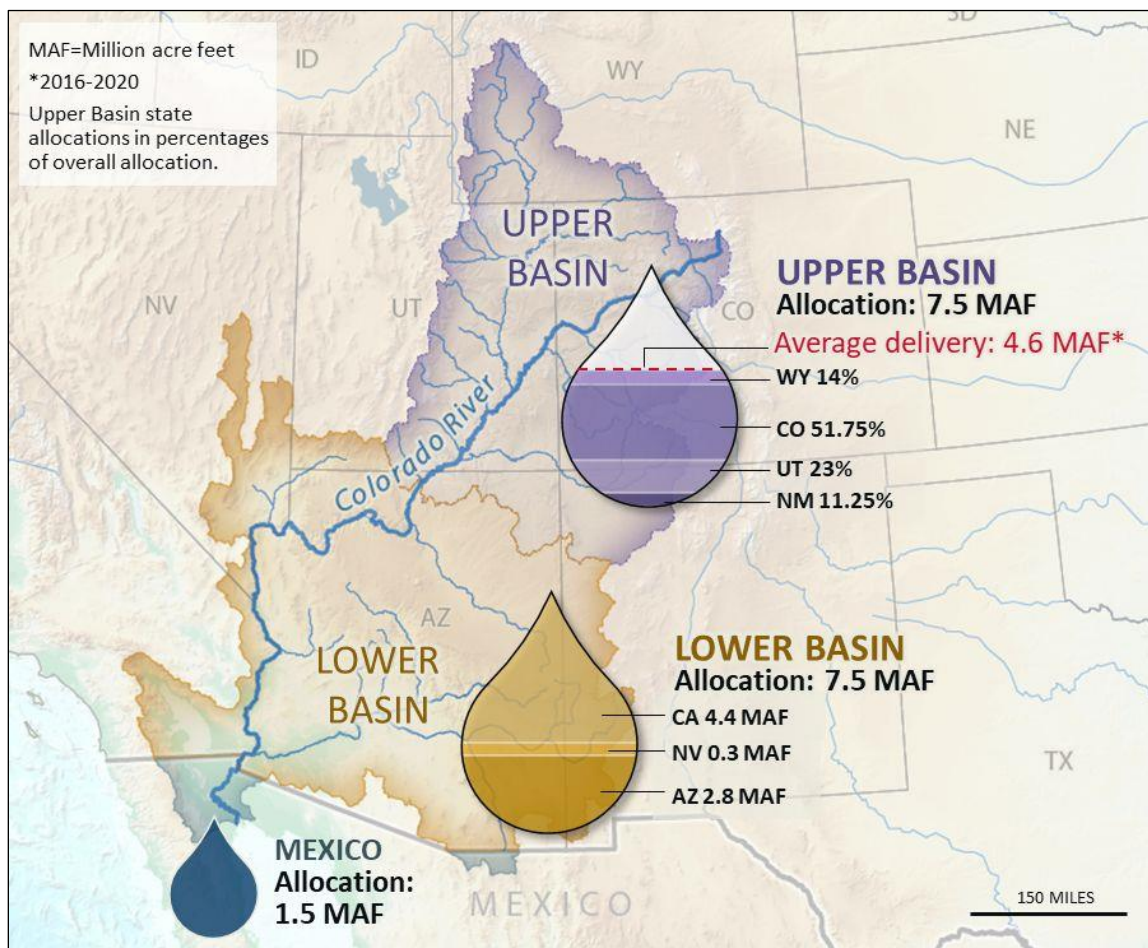 MAF=Million acre feet
*2016-2020
Upper Basin state
allocations in percentages
of overall allocation.
ID
WY
SD
NE
NV
UT
CO
AZ
TX
UPPER
BASIN
UPPER BASIN
Allocation: 7.5 MAF
Average delivery: 4.6 MAF*
WY 14%
CO 51.75%
UT 23%
NM 11.25%
Colorado River
LOWER
BASIN
LOWER BASIN
Allocation: 7.5 MAF
CA 4.4 MAF
NV 0.3 MAF
AZ 2.8 MAF
MEXICO
Allocation:
1.5 MAF
MEXICO
150 MILES